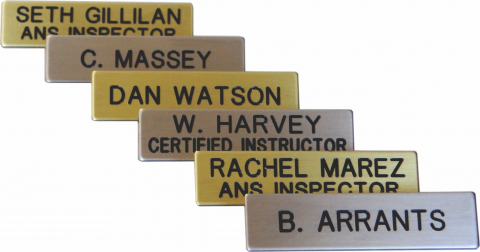 SETH GILLILAN
ANS INSPECTOR
C. MASSEY
DAN WATSON
W. HARVEY
CERTIFIED INSTRUCTOR
RACHEL MAREZ
ANS INSPECTOR
B. ARRANTS